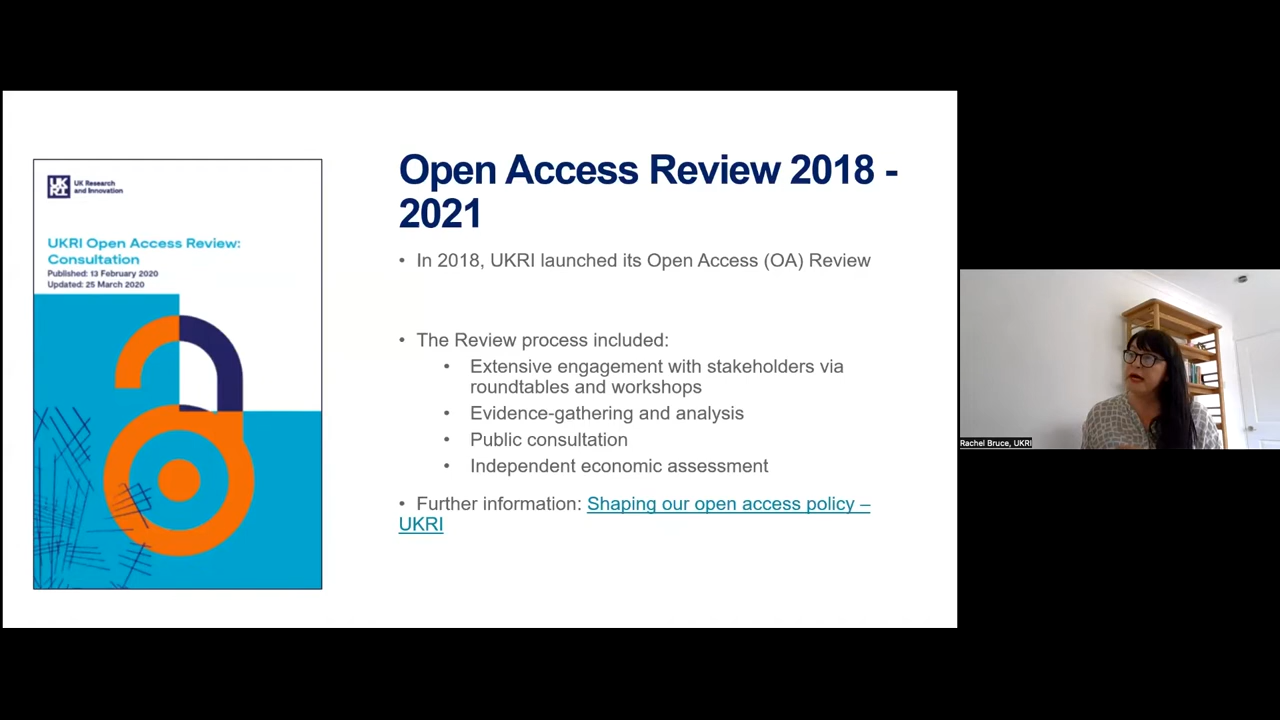 UK
RI
UK Research
and Innovation
UKRI Open Access Review:
Consultation
Published: 13 February 2020
Updated: 25 March 2020
Open Access Review 2018 -
2021
• In 2018, UKRI launched its Open Access (OA) Review
• The Review process included:
• Extensive engagement with stakeholders via
roundtables and workshops
• Evidence-gathering and analysis
• Public consultation
• Independent economic assessment
• Further information: Shaping our open access policy –
UKRI
Rachel Bruce, UKRI